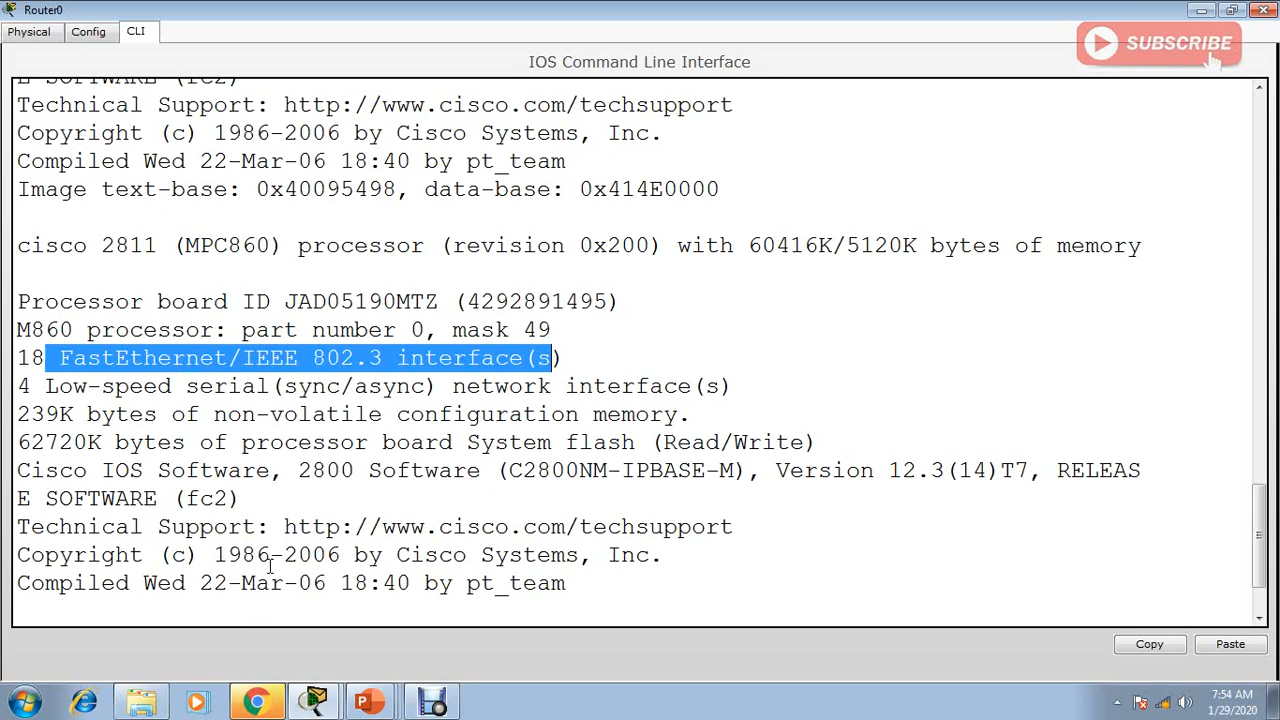 Router0
Physical
Config
CLI
SUBSCRIBE
IOS Command Line Interface
E SOFTWARE (fc2)
Technical Support: http://www.cisco.com/techsupport
Copyright (c) 1986-2006 by Cisco Systems, Inc.
Compiled Wed 22-Mar-06 18:40 by pt_team
Image text-base: 0x40095498, data-base: 0x414E0000
cisco 2811 (MPC860) processor (revision 0x200) with 60416K/5120K bytes of memory
Processor board ID JAD05190MTZ (4292891495)
M860 processor: part number 0, mask 49
18 FastEthernet/IEEE 802.3 interface(s)
4 Low-speed serial(sync/async) network interface(s)
239K bytes of non-volatile configuration memory.
62720K bytes of processor board System flash (Read/Write)
Cisco IOS Software, 2800 Software (C2800NM-IPBASE-M), Version 12.3(14)T7, RELEAS
E SOFTWARE (fc2)
Technical Support: http://www.cisco.com/techsupport
Copyright (c) 1986-2006 by Cisco Systems, Inc.
Compiled Wed 22-Mar-06 18:40 by pt_team
Copy
Paste
7:54 AM
1/29/2020